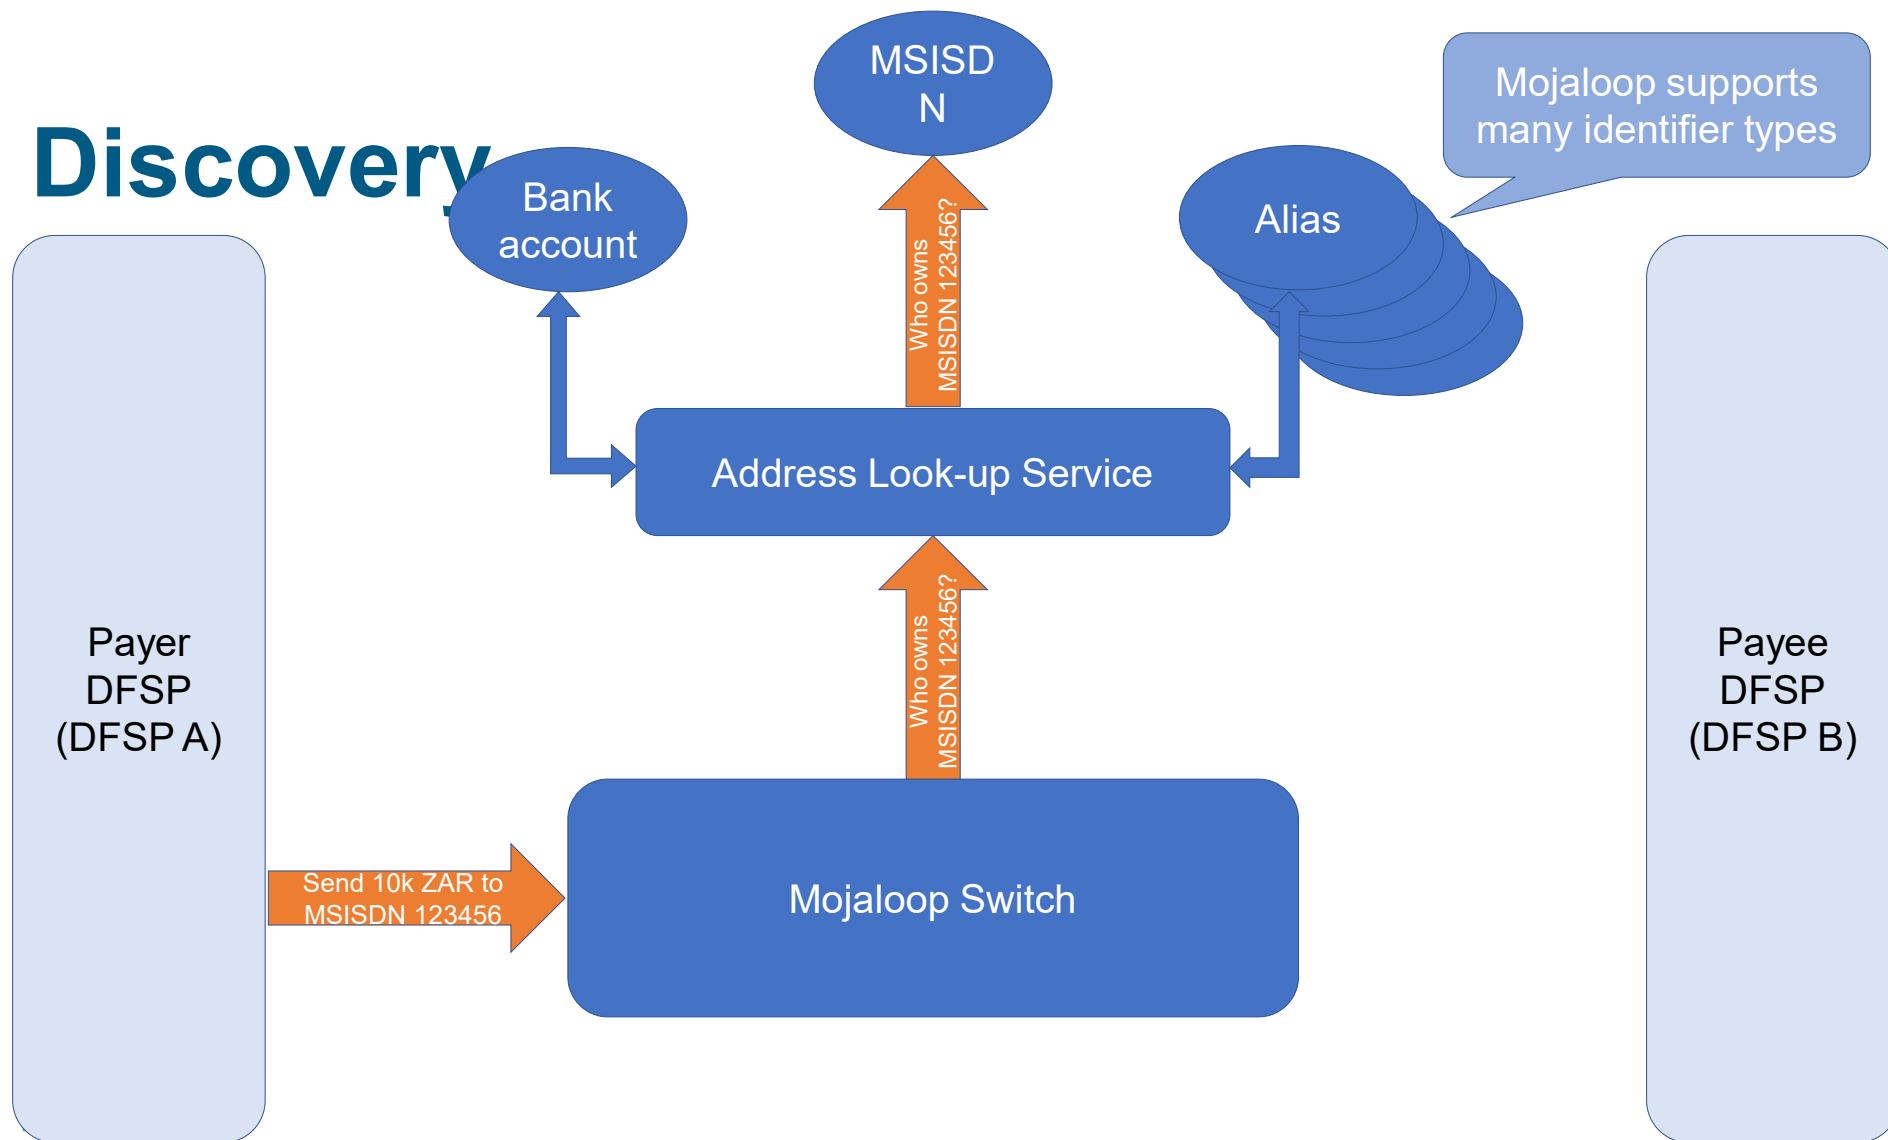 Discovery
MSISD
N
Mojaloop supports
many identifier types
Bank
account
Alias
Who owns
MSISDN 123456?
Address Look-up Service
Who owns
MSISDN 123456?
Payer
DFSP
(DFSP A)
Payee
DFSP
(DFSP B)
Send 10k ZAR to
MSISDN 123456
Mojaloop Switch